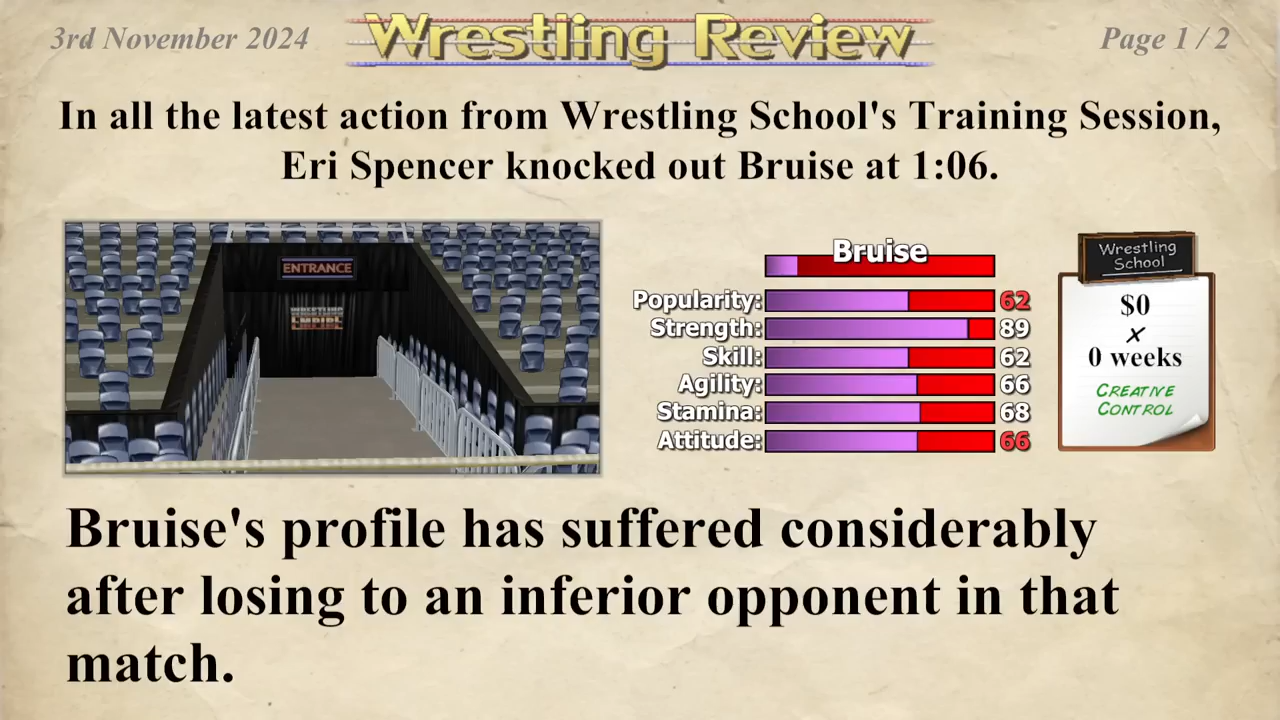 3rd November 2024
Wrestling Review
Page 1 / 2
In all the latest action from Wrestling School's Training Session,
Eri Spencer knocked out Bruise at 1:06.
ENTRANCE
WRESTLING
EMPIRE
Bruise
Popularity: 62
Strength: 89
Skill: 62
Agility: 66
Stamina: 68
Attitude: 66
Wrestling
School
$0
x
0 weeks
CREATIVE
CONTROL
Bruise's profile has suffered considerably
after losing to an inferior opponent in that
match.